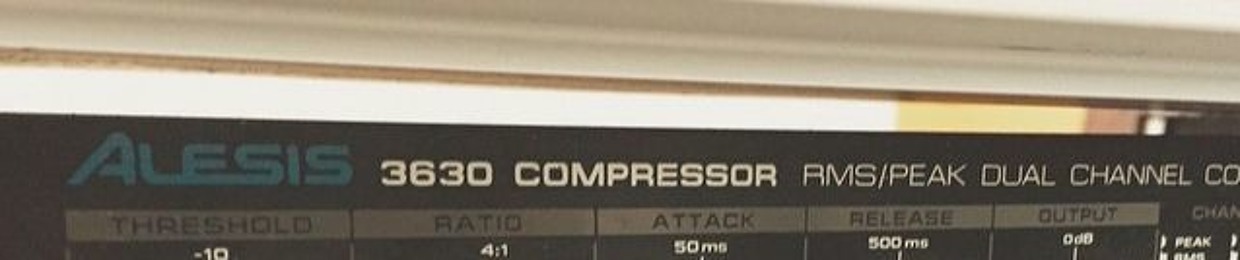 ALESIS 3630 COMPRESSOR RMS/PEAK DUAL CHANNEL CO
THRESHOLD RATIO ATTACK RELEASE OUTPUT CHAN
-10 4:1 50ms 500ms 0dB PEAK
RMS